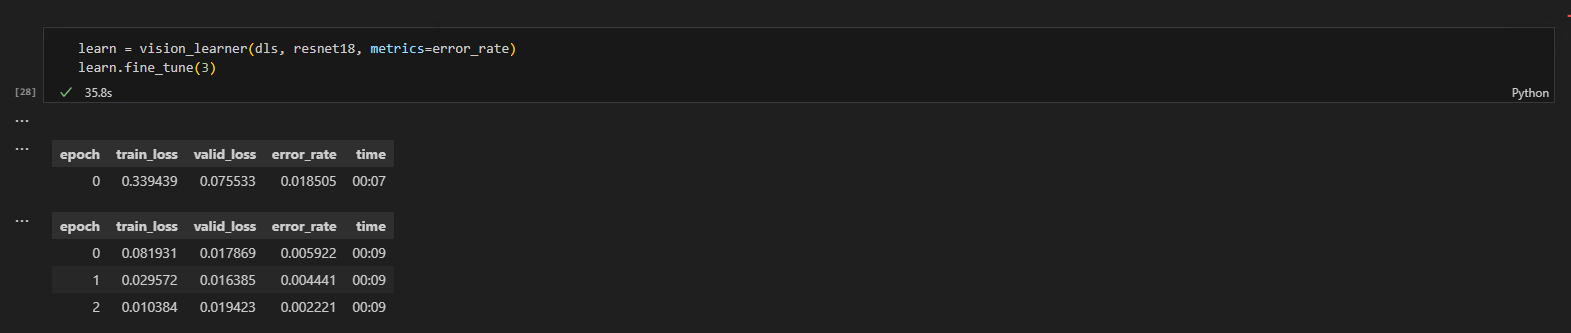 learn = vision_learner(dls, resnet18, metrics=error_rate)
learn.fine_tune(3)
[28] 35.8s Python
...
...
epoch train_loss valid_loss error_rate time
0 0.339439 0.075533 0.018505 00:07
...
epoch train_loss valid_loss error_rate time
0 0.081931 0.017869 0.005922 00:09
1 0.029572 0.016385 0.004441 00:09
2 0.010384 0.019423 0.002221 00:09